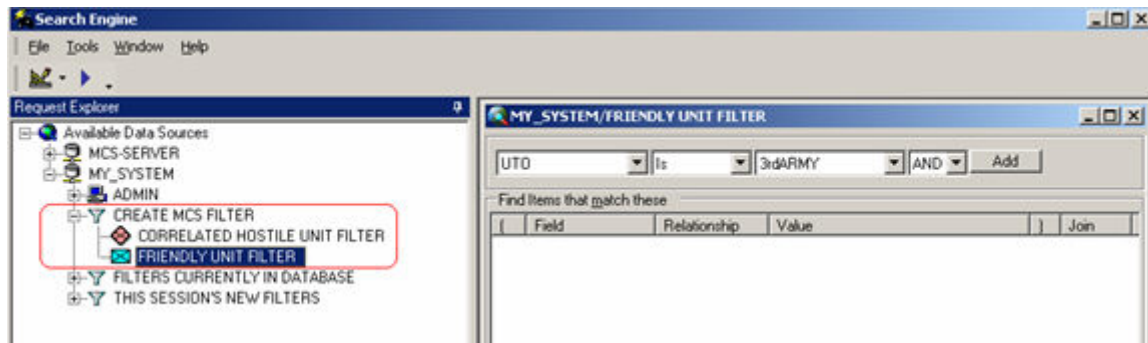 Search Engine
File Tools Window Help
Request Explorer
Available Data Sources
MCS-SERVER
MY_SYSTEM
ADMIN
CREATE MCS FILTER
CORRELATED HOSTILE UNIT FILTER
FRIENDLY UNIT FILTER
FILTERS CURRENTLY IN DATABASE
THIS SESSION'S NEW FILTERS
MY_SYSTEM/FRIENDLY UNIT FILTER
UTO Is 3rdARMY AND Add
Find Items that match these
( Field Relationship Value ) Join